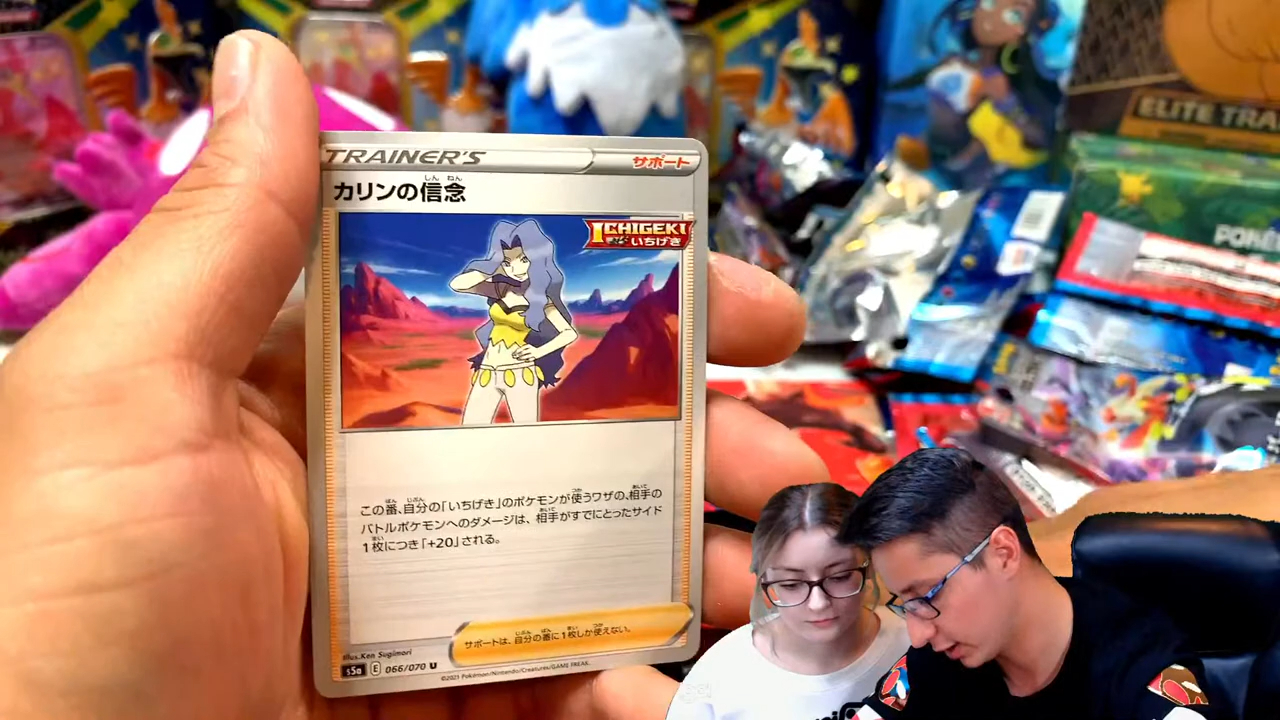 TRAINER'S
サポート
カリンの信念
しん ねん
ICHIGEKI
いちげき
この番、自分の「いちげき」のポケモンが使うワザの、相手の
バトルポケモンへのダメージは、相手がすでにとったサイド
1枚につき「+20」される。
サポートは、自分の番に1枚しか使えない。
Illus. Ken Sugimori
s5a E 066/070 U
©2021 Pokémon/Nintendo/Creatures/GAME FREAK.
ELITE TRA
POKÉ